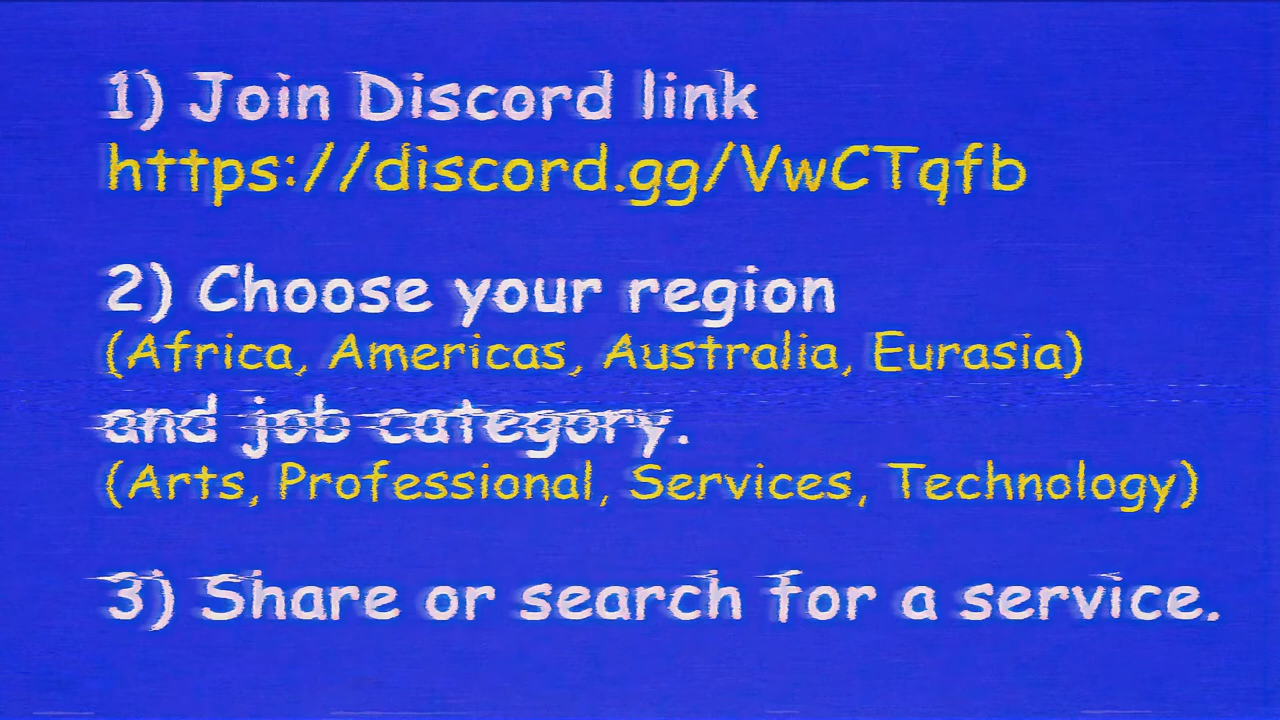 1) Join Discord link
https://discord.gg/VwCTqfb
2) Choose your region
(Africa, Americas, Australia, Eurasia)
and job category.
(Arts, Professional, Services, Technology)
3) Share or search for a service.